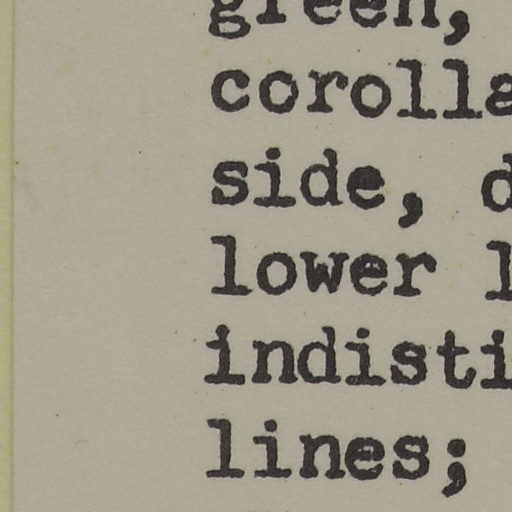 green,
corolla
side, d
lower l
indisti
lines;